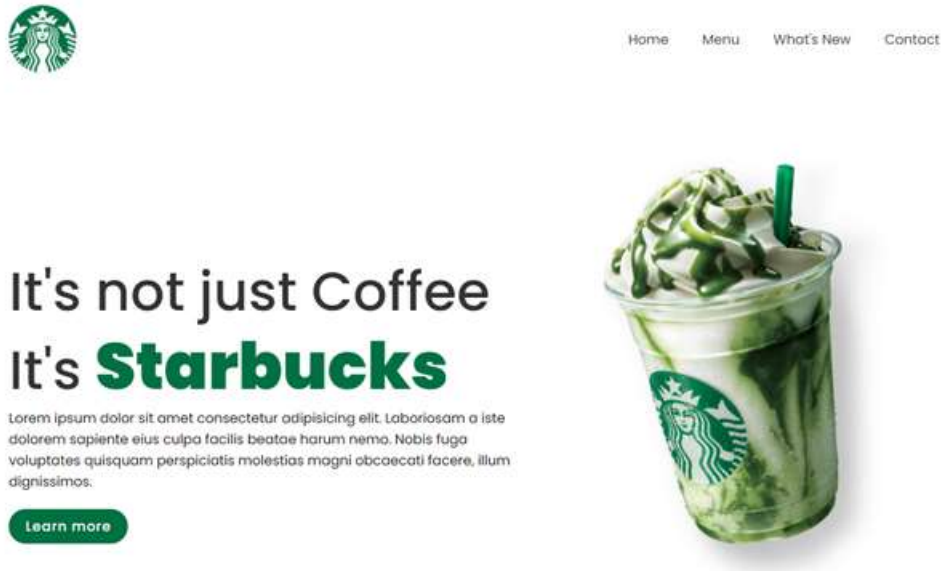 Home Menu What's New Contact
It's not just Coffee
It's Starbucks
Lorem ipsum dolor sit amet consectetur adipisicing elit. Laboriosam a iste
dolorem sapiente eius culpa facilis beatae harum nemo. Nobis fuga
voluptates quisquam perspiciatis molestias magni obcaecati facere, illum
dignissimos.
Learn more